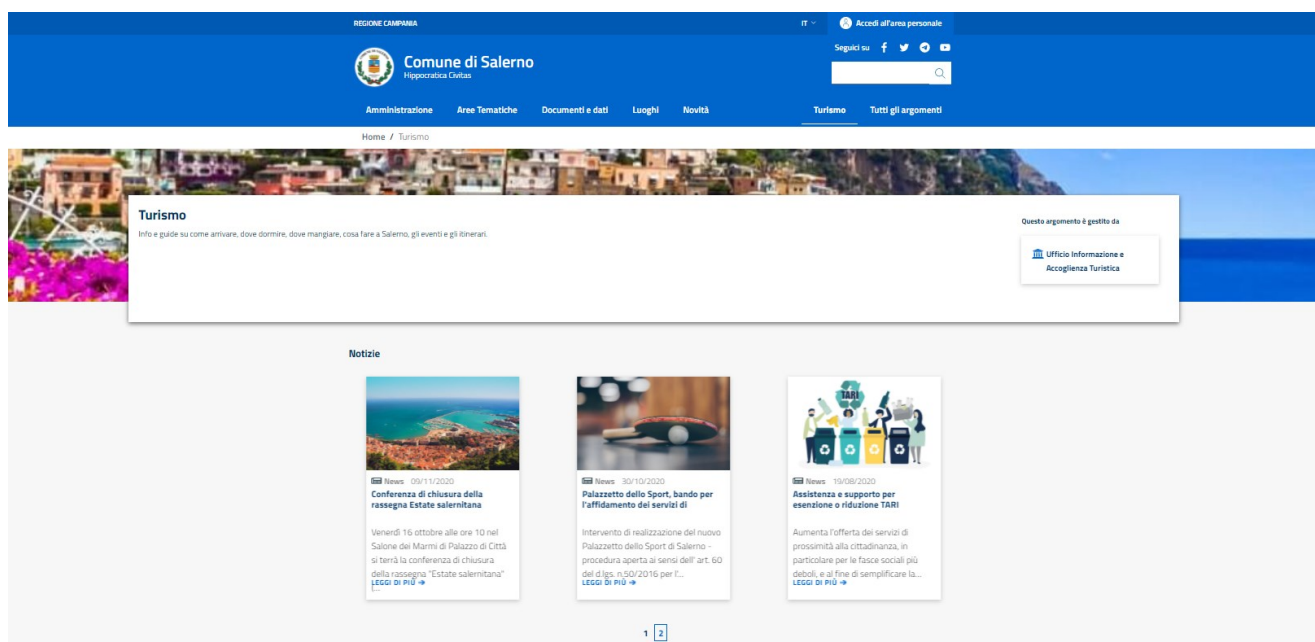 REGIONE CAMPANIA
IT
Accedi all'area personale
Seguici su
Comune di Salerno
Hippocratica Civitas
Amministrazione Aree Tematiche Documenti e dati Luoghi Novità Turismo Tutti gli argomenti
Home / Turismo
Turismo
Info e guide su come arrivare, dove dormire, dove mangiare, cosa fare a Salerno, gli eventi e gli itinerari.
Questo argomento è gestito da
Ufficio Informazione e
Accoglienza Turistica
Notizie
News 09/11/2020
Conferenza di chiusura della
rassegna Estate salernitana
Venerdì 16 ottobre alle ore 10 nel
Salone dei Marmi di Palazzo di Città
si terrà la conferenza di chiusura
della rassegna "Estate salernitana"
(...
LEGGI DI PIÙ →
News 30/10/2020
Palazzetto dello Sport, bando per
l'affidamento dei servizi di
Intervento di realizzazione del nuovo
Palazzetto dello Sport di Salerno -
procedura aperta ai sensi dell' art. 60
del d.lgs. n.50/2016 per l'...
LEGGI DI PIÙ →
TARI
News 19/08/2020
Assistenza e supporto per
esenzione o riduzione TARI
Aumenta l'offerta dei servizi di
prossimità alla cittadinanza, in
particolare per le fasce sociali più
deboli, e al fine di semplificare la...
LEGGI DI PIÙ →
1 2